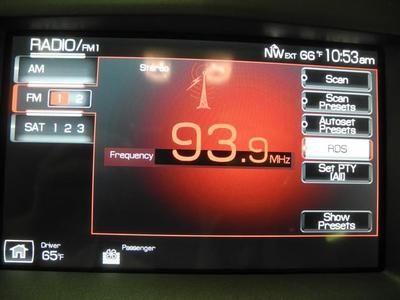 RADIO/FM1
NW EXT 66°F 10:53am
AM
FM 1 2
SAT 1 2 3
Stereo
Frequency 93.9 MHz
Scan
Scan Presets
Autoset Presets
RDS
Set PTY (All)
Show Presets
Driver
65°F
Passenger